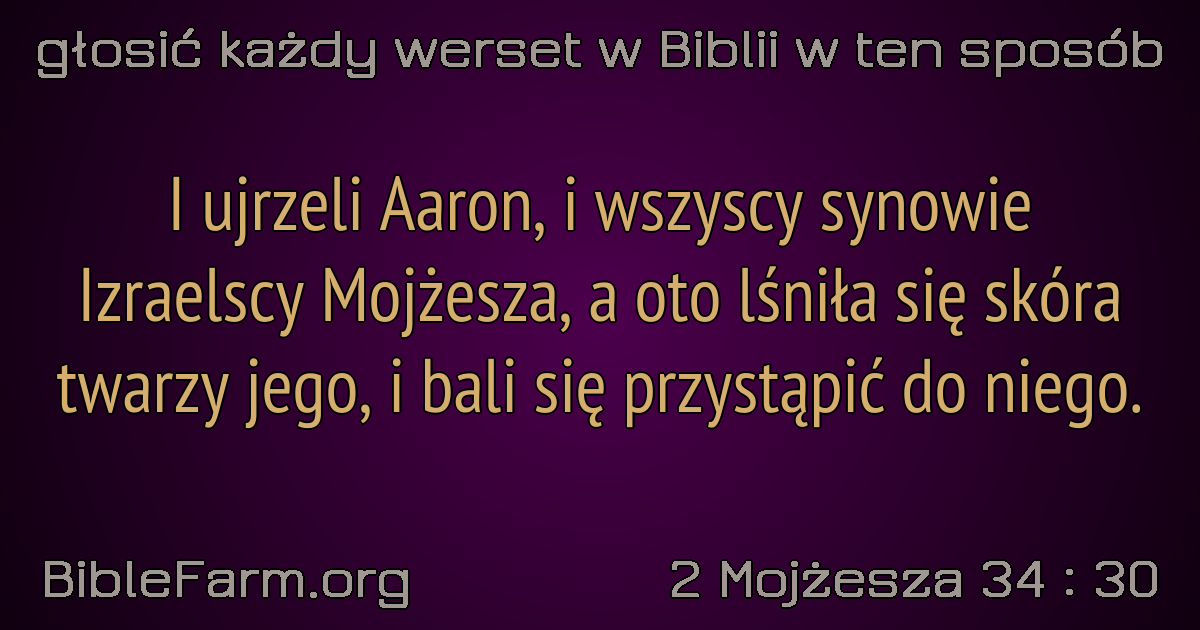 głosić każdy werset w Biblii w ten sposób
I ujrzeli Aaron, i wszyscy synowie
Izraelscy Mojżesza, a oto lśniła się skóra
twarzy jego, i bali się przystąpić do niego.
BibleFarm.org
2 Mojżesza 34 : 30